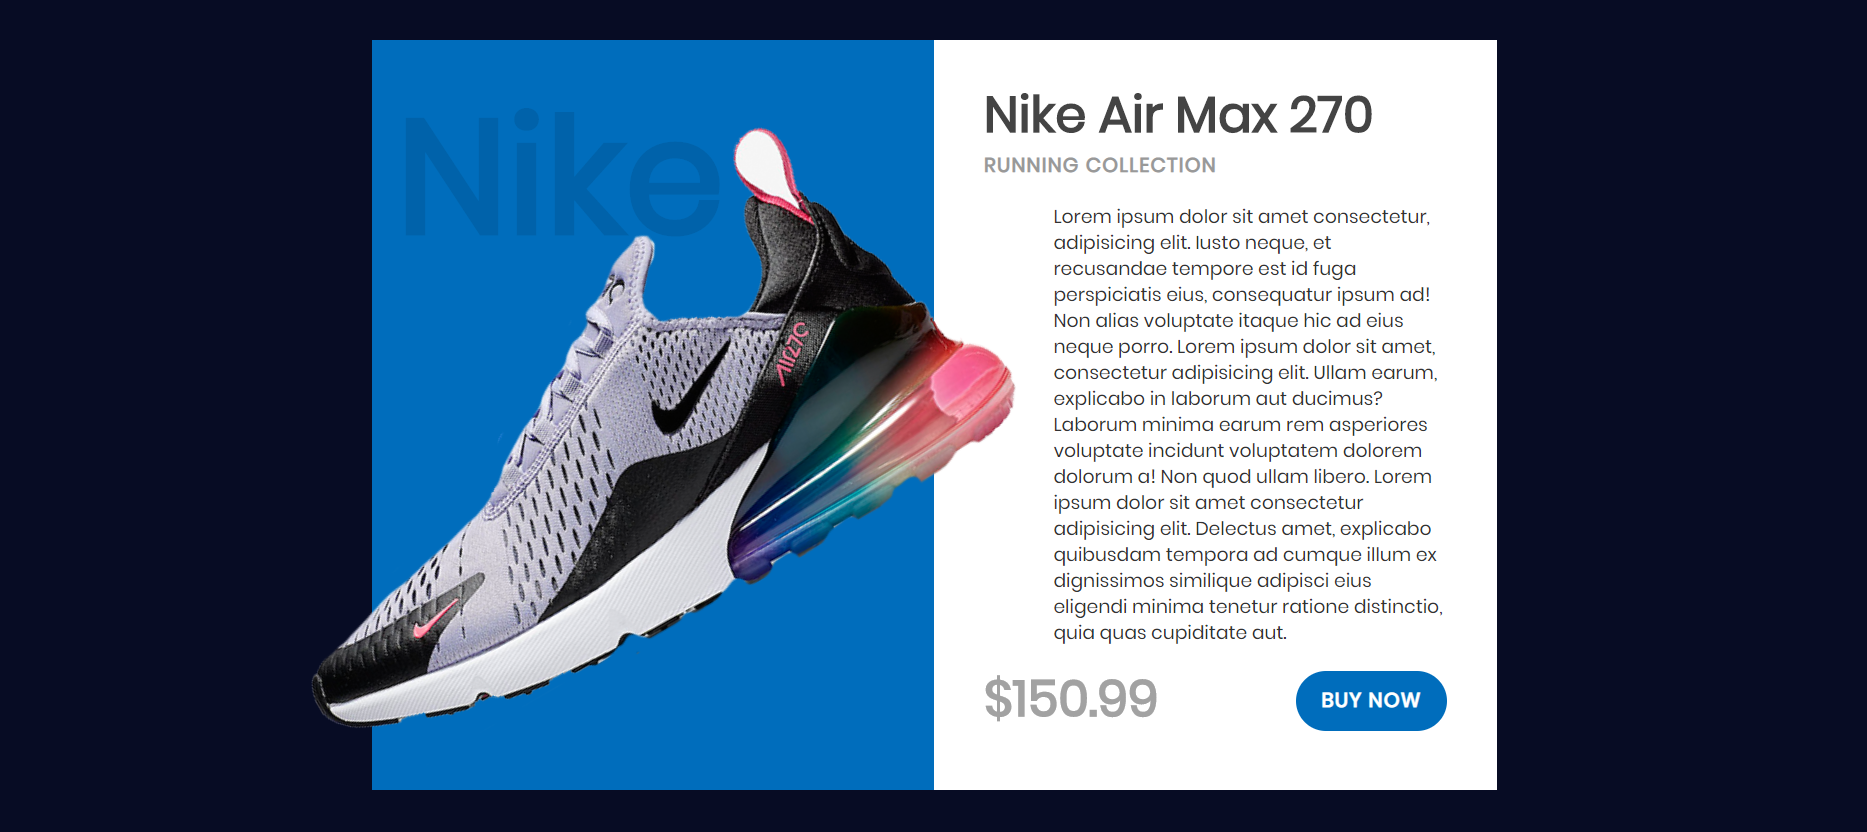 Nike
Air270
Nike Air Max 270
RUNNING COLLECTION
Lorem ipsum dolor sit amet consectetur,
adipisicing elit. Iusto neque, et
recusandae tempore est id fuga
perspiciatis eius, consequatur ipsum ad!
Non alias voluptate itaque hic ad eius
neque porro. Lorem ipsum dolor sit amet,
consectetur adipisicing elit. Ullam earum,
explicabo in laborum aut ducimus?
Laborum minima earum rem asperiores
voluptate incidunt voluptatem dolorem
dolorum a! Non quod ullam libero. Lorem
ipsum dolor sit amet consectetur
adipisicing elit. Delectus amet, explicabo
quibusdam tempora ad cumque illum ex
dignissimos similique adipisci eius
eligendi minima tenetur ratione distinctio,
quia quas cupiditate aut.
$150.99
BUY NOW